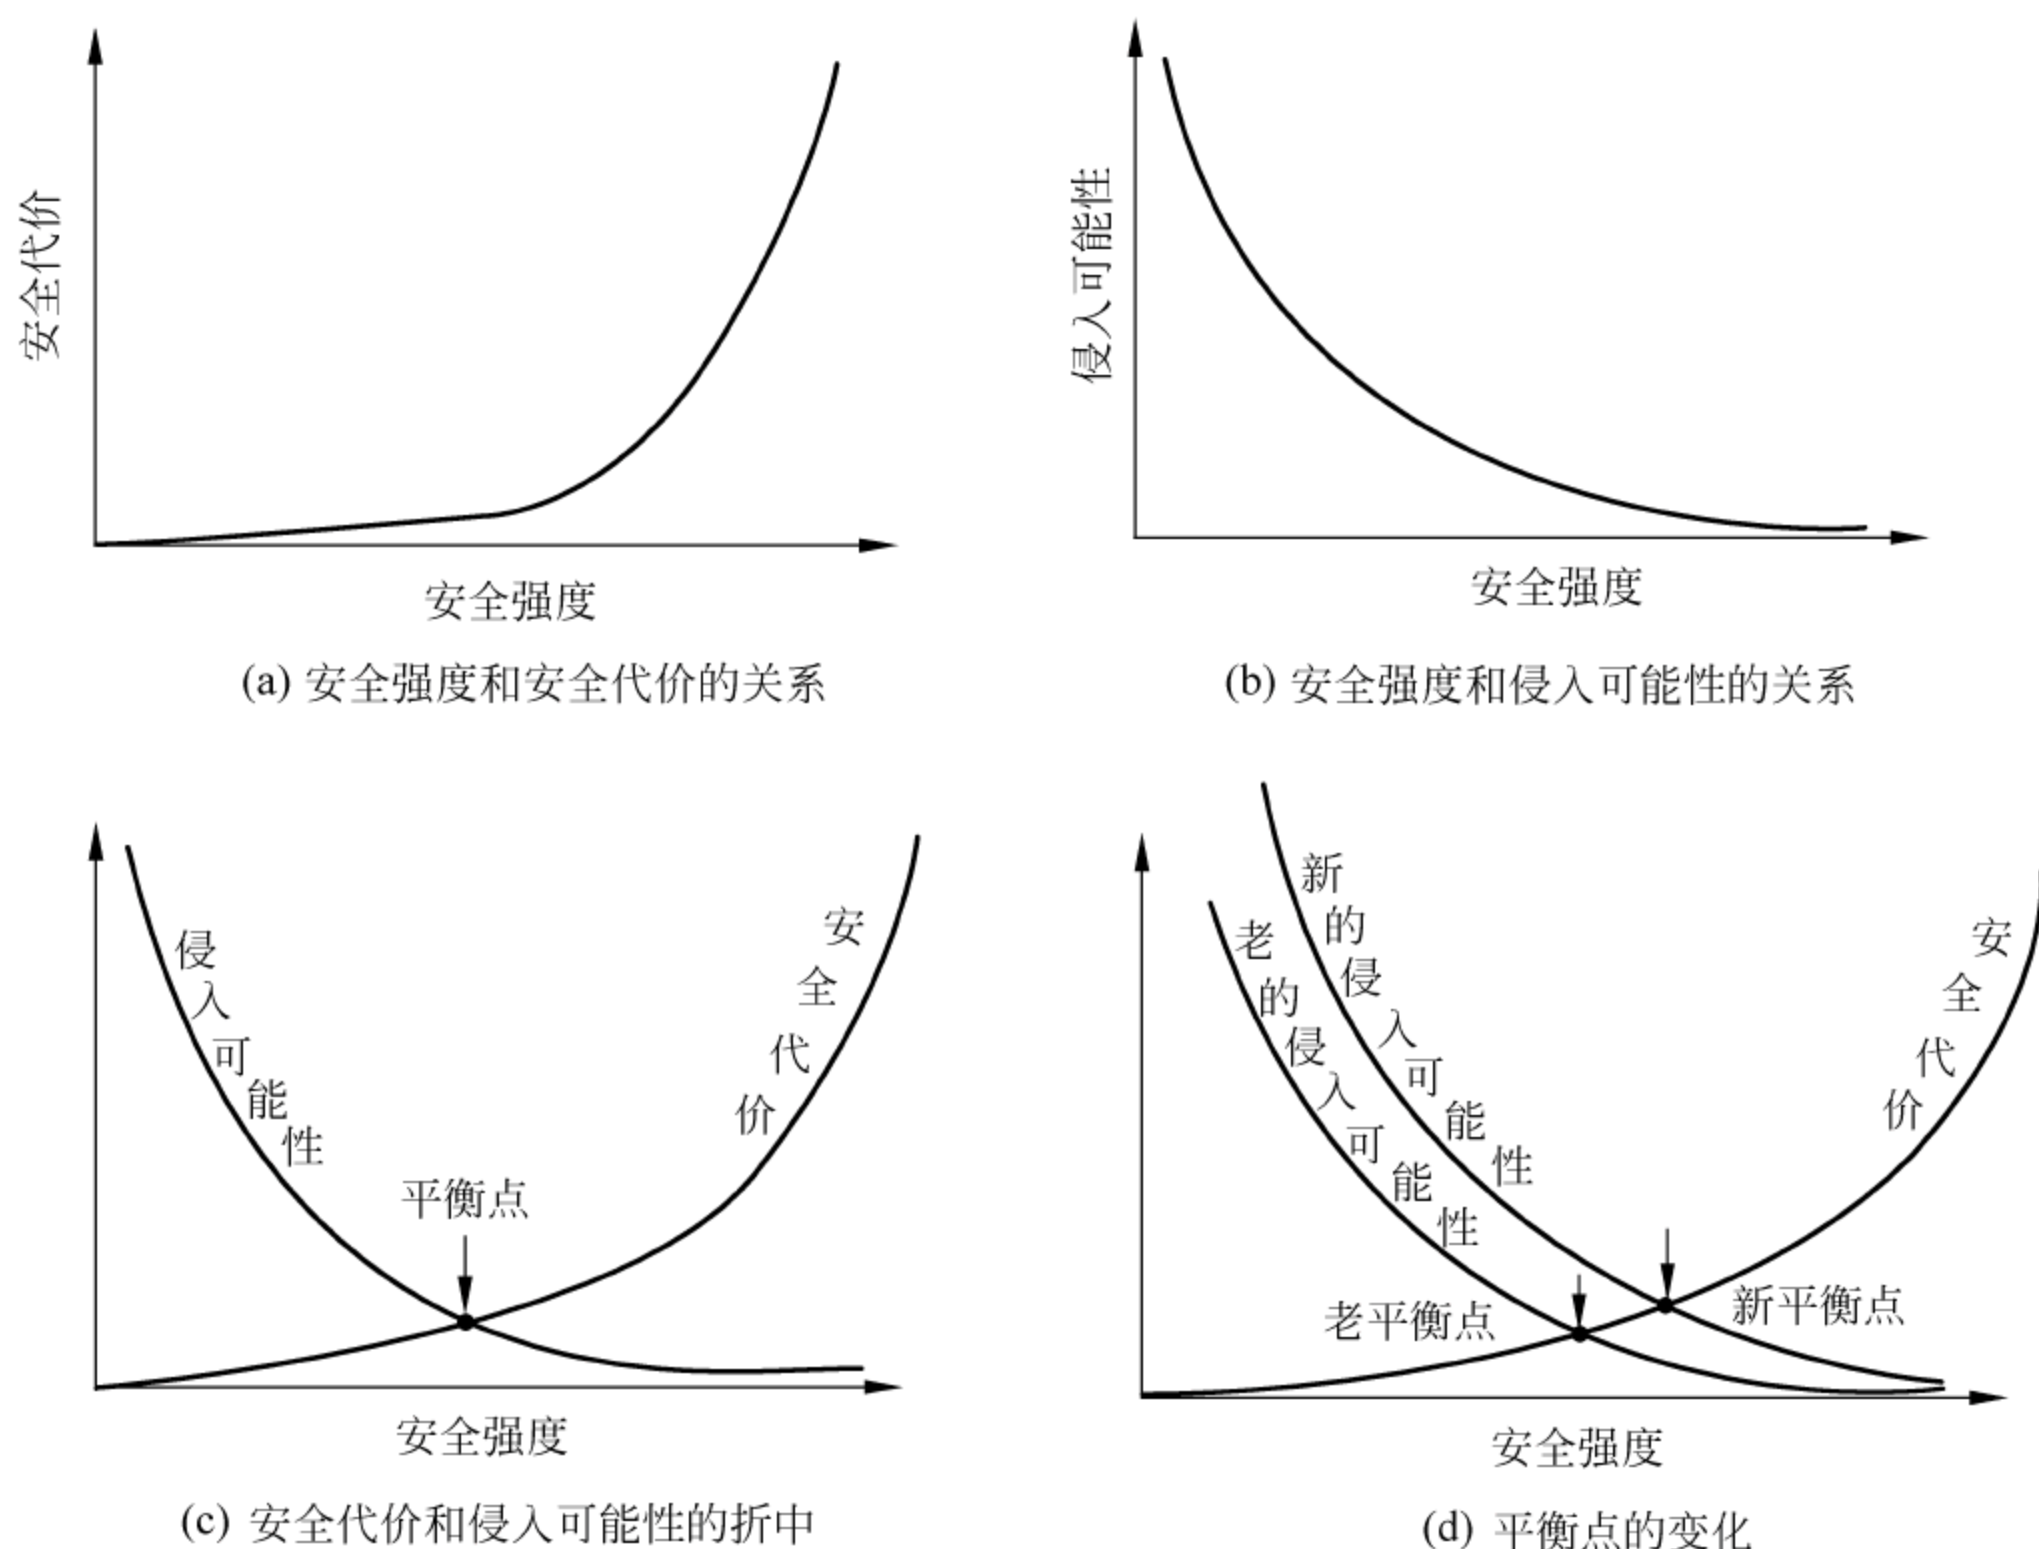 安全代价
安全强度
(a) 安全强度和安全代价的关系
侵入可能性
安全强度
(b) 安全强度和侵入可能性的关系
侵入可能性
安全代价
平衡点
安全强度
(c) 安全代价和侵入可能性的折中
新的侵入可能性
老的侵入可能性
安全代价
老平衡点
新平衡点
安全强度
(d) 平衡点的变化